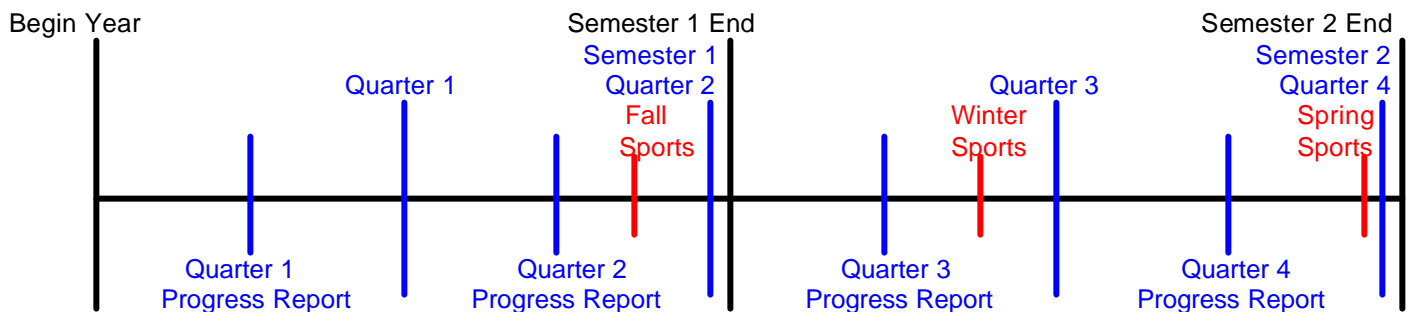 Begin Year
Semester 1 End
Semester 2 End
Semester 1
Semester 2
Quarter 1
Quarter 2
Quarter 3
Quarter 4
Fall
Sports
Winter
Sports
Spring
Sports
Quarter 1
Progress Report
Quarter 2
Progress Report
Quarter 3
Progress Report
Quarter 4
Progress Report